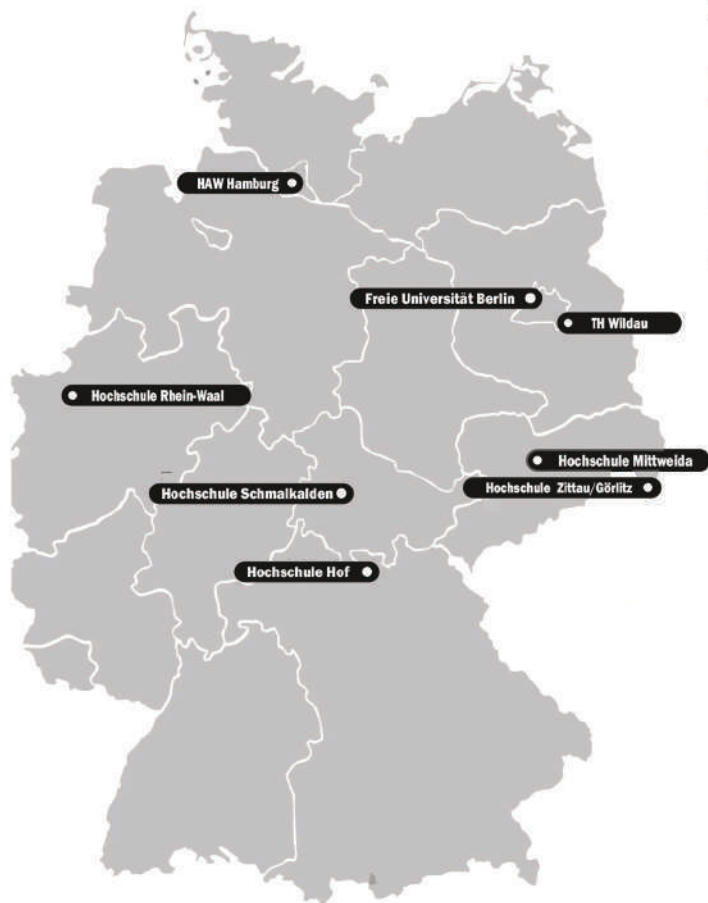 HAW Hamburg
Freie Universität Berlin
TH Wildau
Hochschule Rhein-Waal
Hochschule Mittweida
Hochschule Zittau/Görlitz
Hochschule Schmalkalden
Hochschule Hof